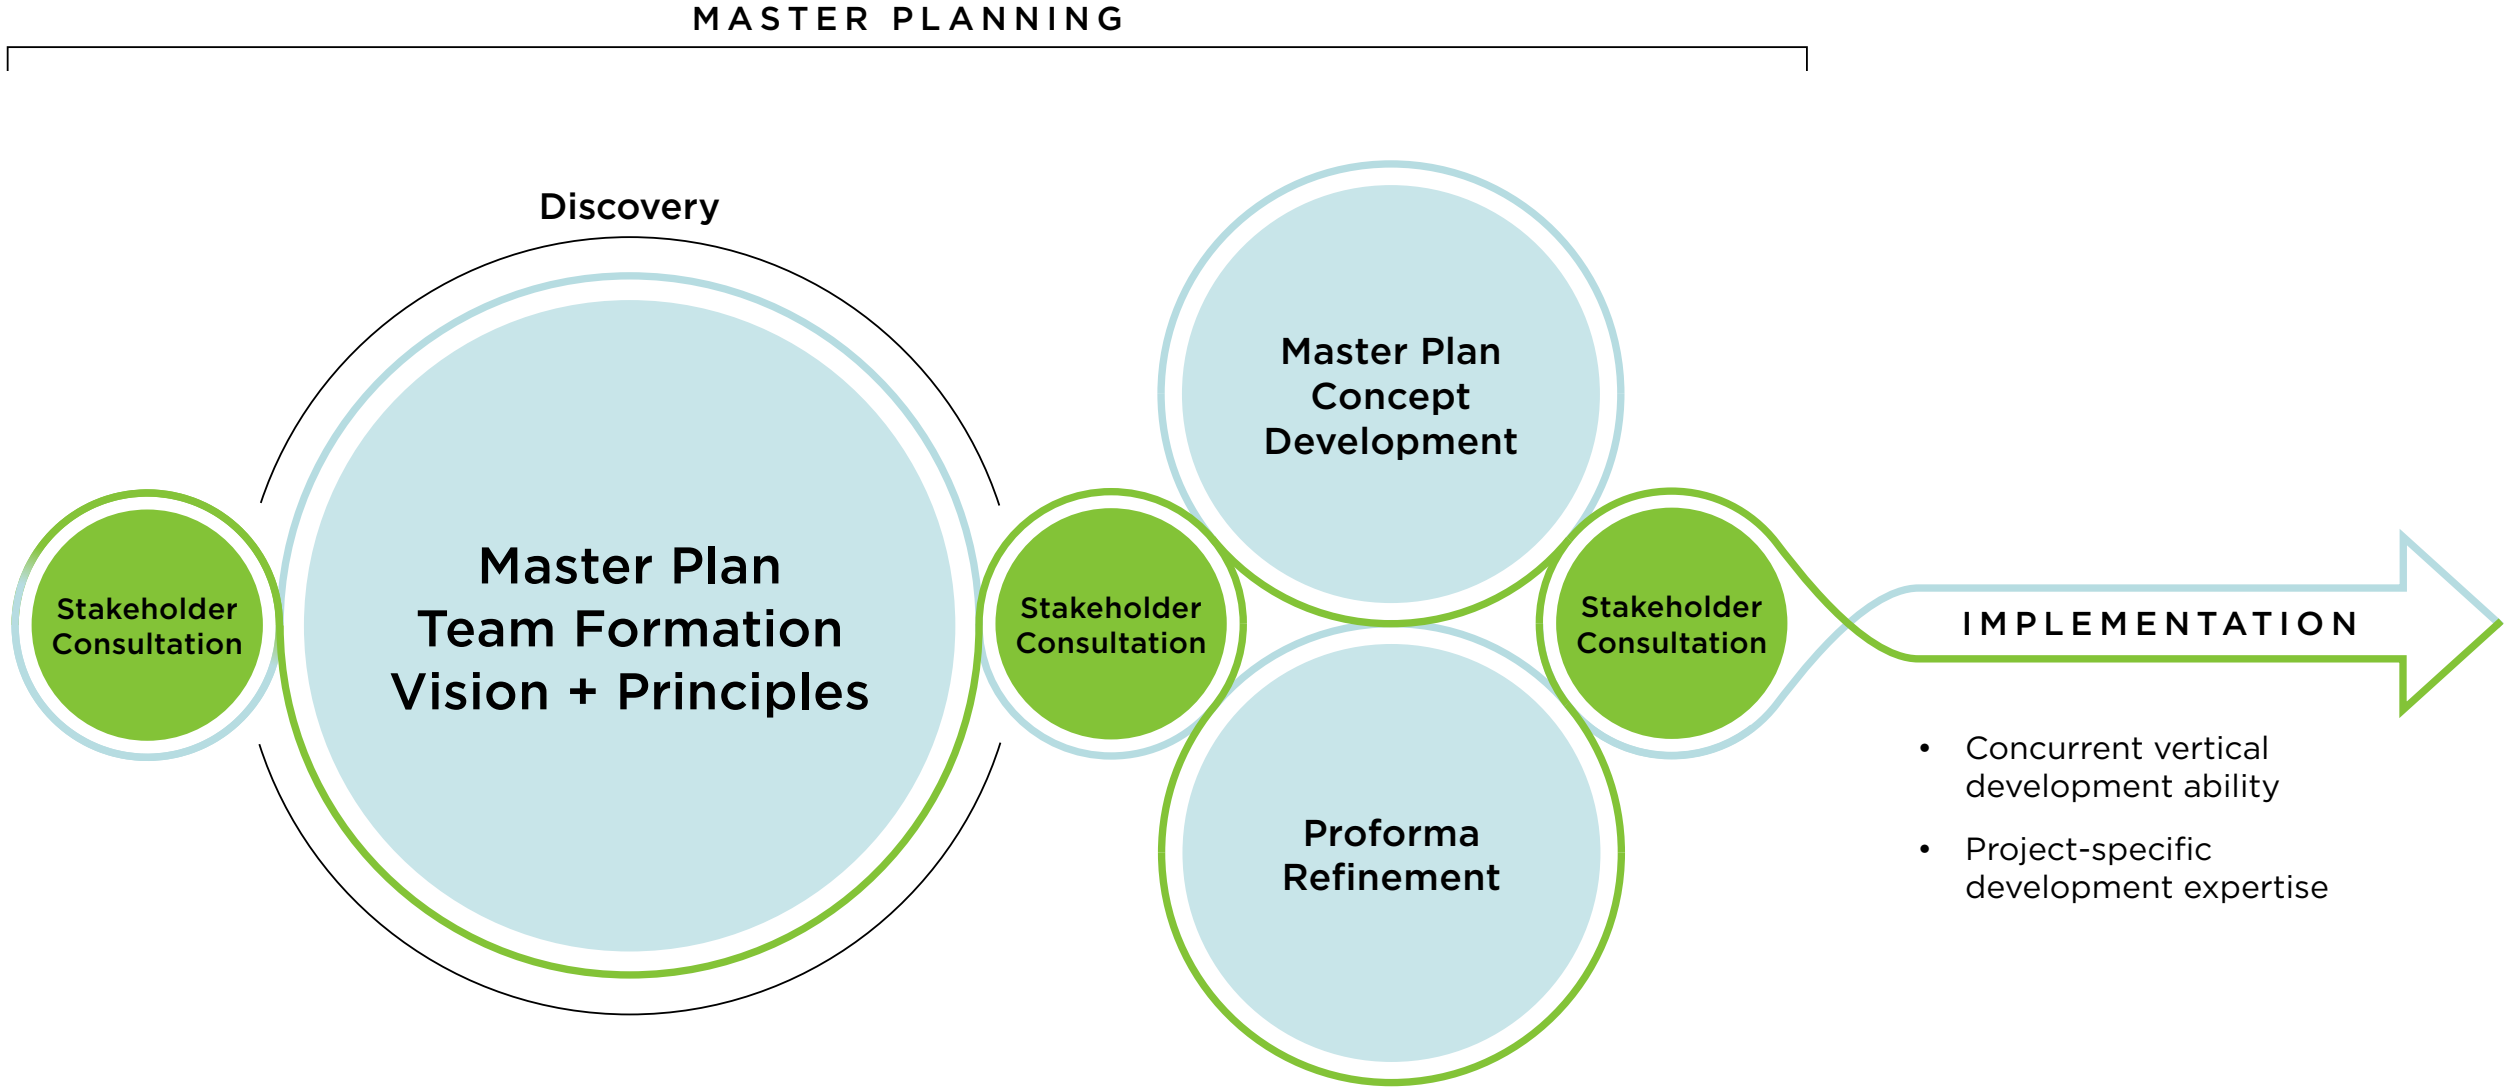 MASTER PLANNING
Discovery
Stakeholder
Consultation
Master Plan
Team Formation
Vision + Principles
Stakeholder
Consultation
Master Plan
Concept
Development
Proforma
Refinement
Stakeholder
Consultation
IMPLEMENTATION
• Concurrent vertical
development ability
• Project-specific
development expertise